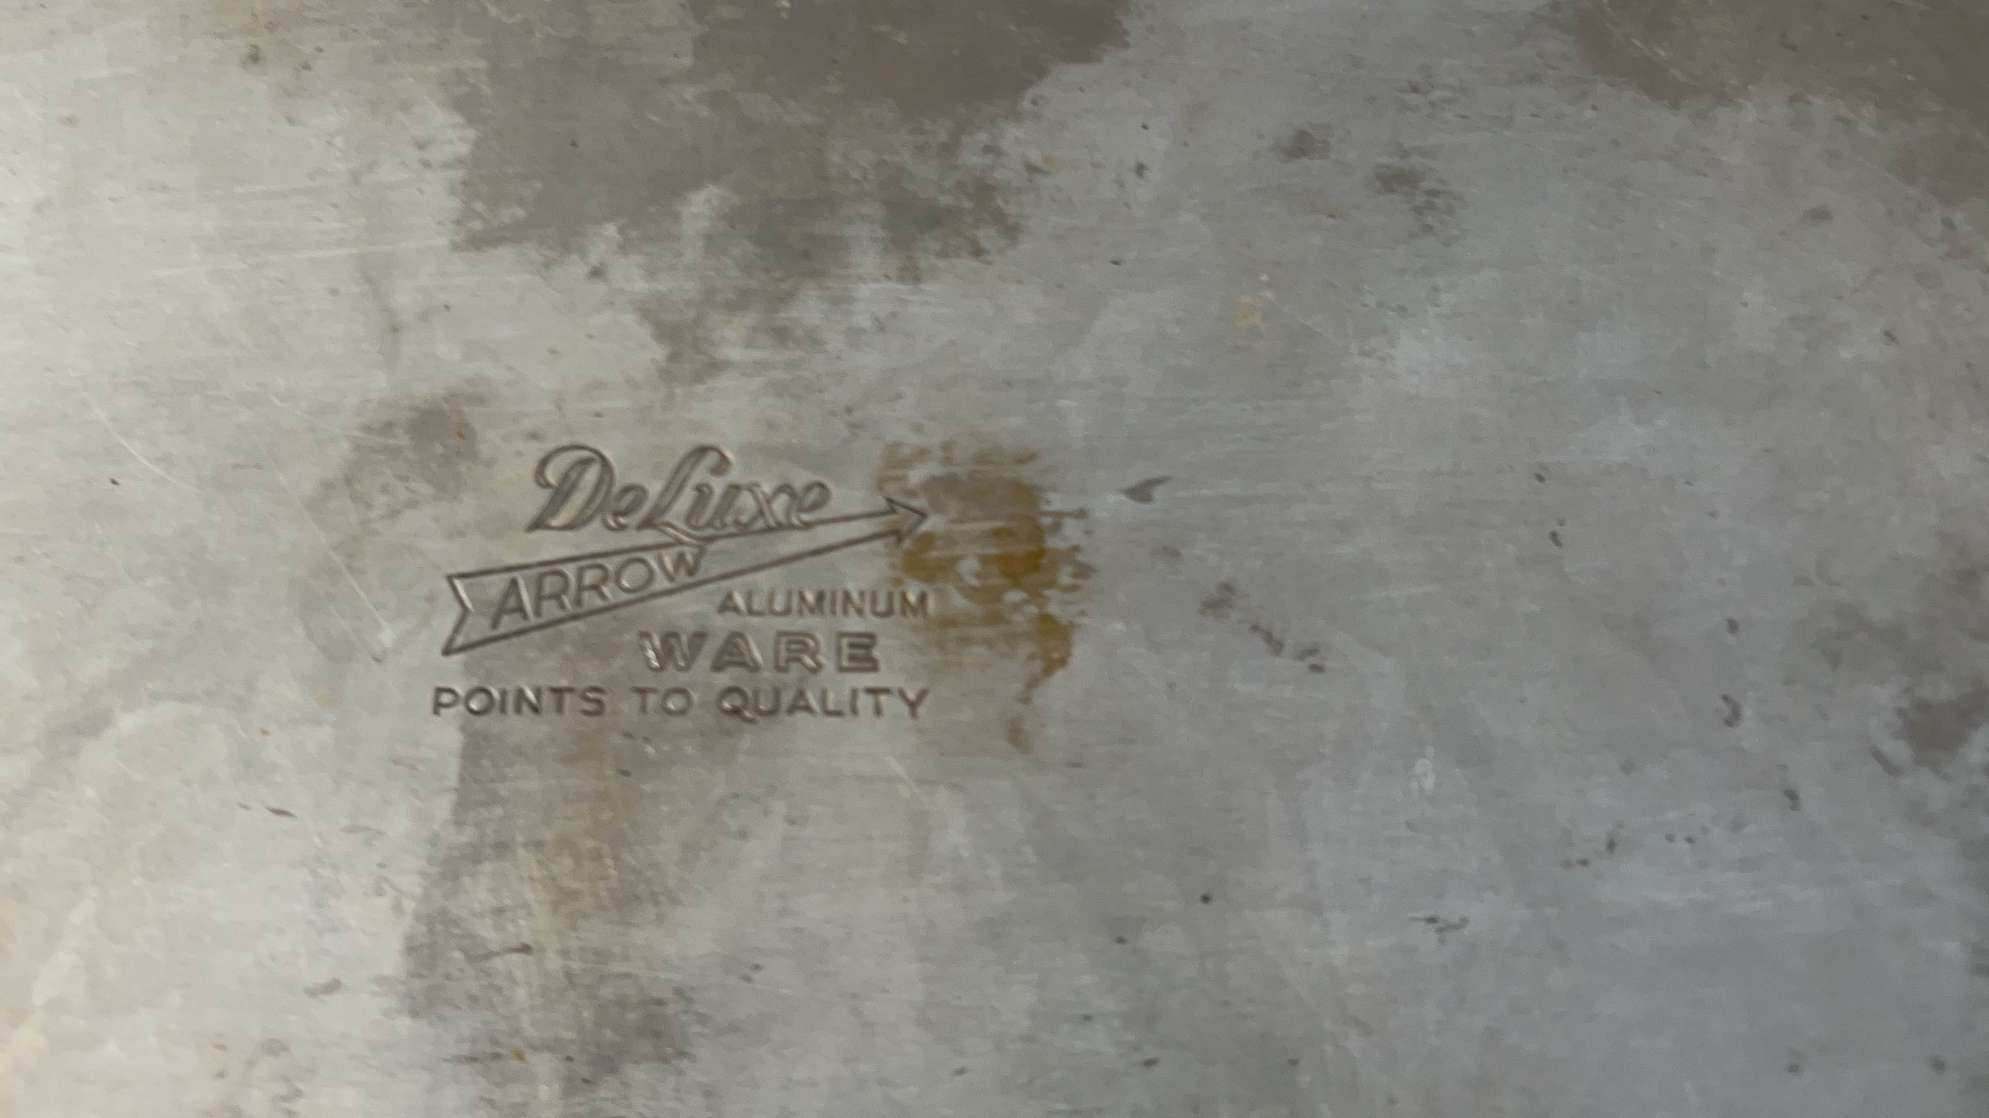 DeLuxe
ARROW
ALUMINUM
WARE
POINTS TO QUALITY